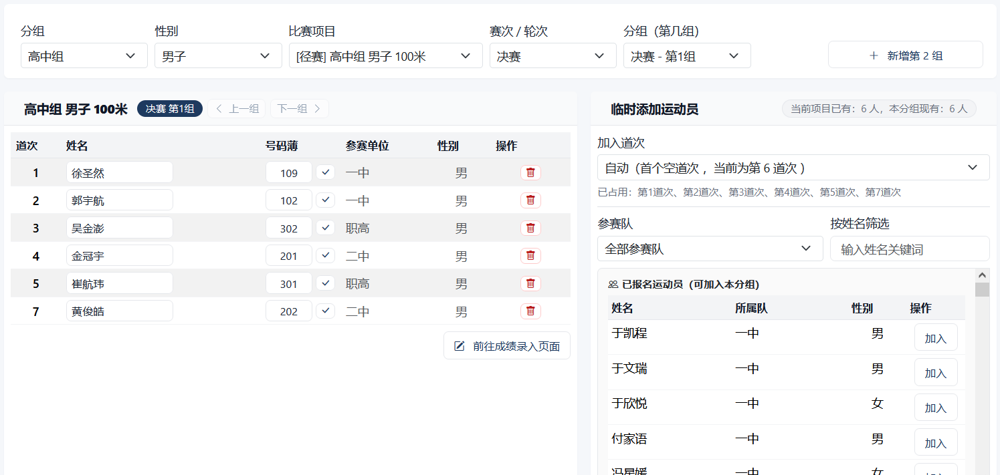 分组 性别 比赛项目 赛次 / 轮次 分组（第几组）
高中组 男子 [径赛] 高中组 男子 100米 决赛 决赛 - 第1组 新增第 2 组
高中组 男子 100米 决赛 第1组 上一组 下一组
道次 姓名 号码薄 参赛单位 性别 操作
1 徐圣然 109 一中 男
2 郭宇航 102 一中 男
3 吴金澎 302 职高 男
4 金冠宇 201 二中 男
5 崔航玮 301 职高 男
7 黄俊皓 202 二中 男
前往成绩录入页面
临时添加运动员 当前项目已有：6 人，本分组现有：6 人
加入道次
自动（首个空道次 ，当前为第 6 道次 ）
已占用：第1道次、第2道次、第3道次、第4道次、第5道次、第7道次
参赛队 按姓名筛选
全部参赛队 输入姓名关键词
已报名运动员（可加入本分组）
姓名 所属队 性别 操作
于凯程 一中 男 加入
于文瑞 一中 男 加入
于欣悦 一中 女 加入
付家语 一中 男 加入
冯星媛 一中 女